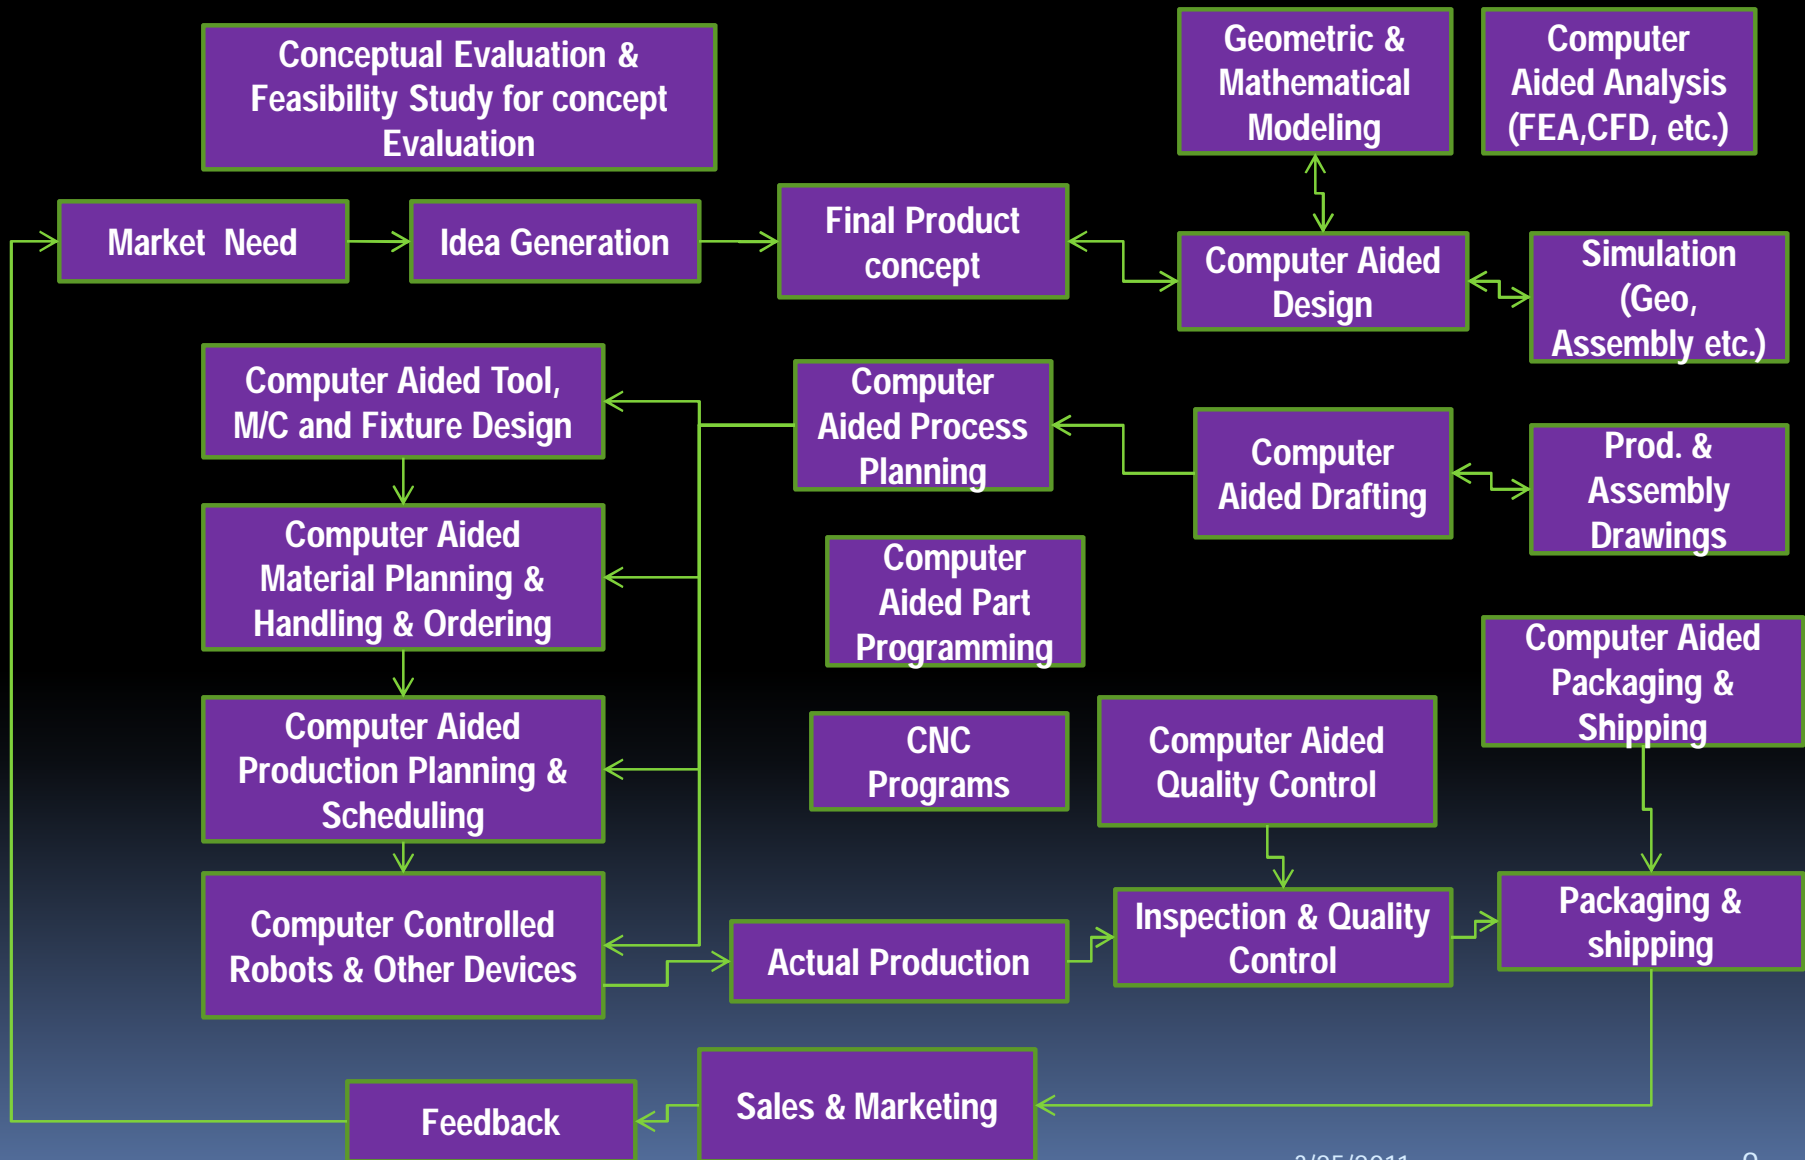 Conceptual Evaluation &
Feasibility Study for concept
Evaluation
Geometric &
Mathematical
Modeling
Computer
Aided Analysis
(FEA,CFD, etc.)
Market Need
Idea Generation
Final Product
concept
Computer Aided
Design
Simulation
(Geo,
Assembly etc.)
Computer Aided Tool,
M/C and Fixture Design
Computer
Aided Process
Planning
Computer
Aided Drafting
Prod. &
Assembly
Drawings
Computer Aided
Material Planning &
Handling & Ordering
Computer
Aided Part
Programming
Computer Aided
Packaging &
Shipping
Computer Aided
Production Planning &
Scheduling
CNC
Programs
Computer Aided
Quality Control
Computer Controlled
Robots & Other Devices
Actual Production
Inspection & Quality
Control
Packaging &
shipping
Feedback
Sales & Marketing